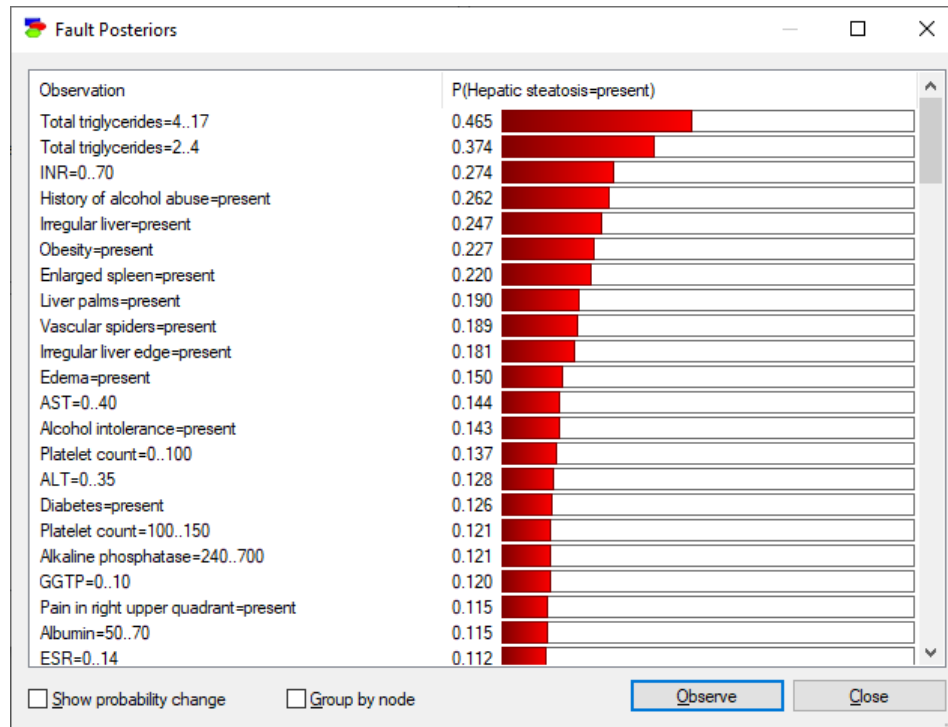 Fault Posteriors
Observation P(Hepatic steatosis=present)
Total triglycerides=4..17 0.465
Total triglycerides=2..4 0.374
INR=0..70 0.274
History of alcohol abuse=present 0.262
Irregular liver=present 0.247
Obesity=present 0.227
Enlarged spleen=present 0.220
Liver palms=present 0.190
Vascular spiders=present 0.189
Irregular liver edge=present 0.181
Edema=present 0.150
AST=0..40 0.144
Alcohol intolerance=present 0.143
Platelet count=0..100 0.137
ALT=0..35 0.128
Diabetes=present 0.126
Platelet count=100..150 0.121
Alkaline phosphatase=240..700 0.121
GGTP=0..10 0.120
Pain in right upper quadrant=present 0.115
Albumin=50..70 0.115
ESR=0..14 0.112
Show probability change Group by node Observe Close